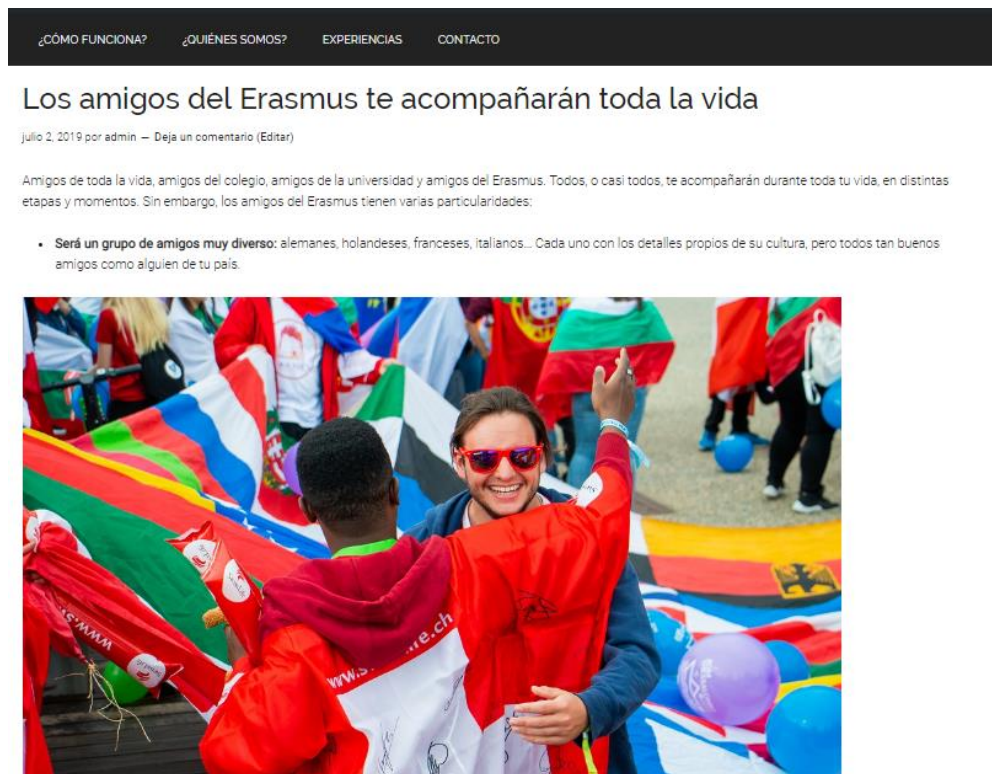 ¿CÓMO FUNCIONA? ¿QUIÉNES SOMOS? EXPERIENCIAS CONTACTO
Los amigos del Erasmus te acompañarán toda la vida
julio 2, 2019 por admin — Deja un comentario (Editar)
Amigos de toda la vida, amigos del colegio, amigos de la universidad y amigos del Erasmus. Todos, o casi todos, te acompañarán durante toda tu vida, en distintas
etapas y momentos. Sin embargo, los amigos del Erasmus tienen varias particularidades:
• Será un grupo de amigos muy diverso: alemanes, holandeses, franceses, italianos... Cada uno con los detalles propios de su cultura, pero todos tan buenos
amigos como alguien de tu país.